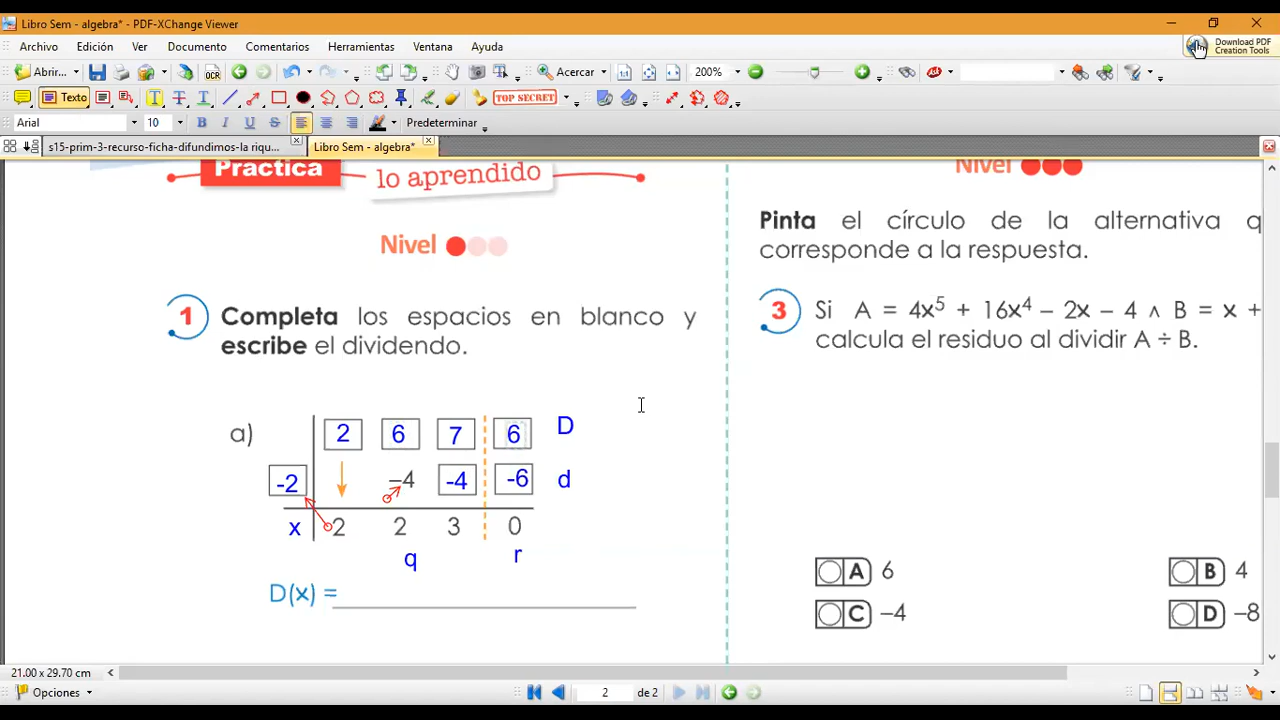 Libro Sem - algebra* - PDF-XChange Viewer
Archivo Edición Ver Documento Comentarios Herramientas Ventana Ayuda
Download PDF
Creation Tools
Abrir... OCR Acercar 200%
Texto TOP SECRET
Arial 10 B I U S Predeterminar
s15-prim-3-recurso-ficha-difundimos-la riqu... Libro Sem - algebra*
Practica lo aprendido
Nivel
1 Completa los espacios en blanco y
escribe el dividendo.
a) 2 6 7 6 D
-2 –4 -4 -6 d
x 2 2 3 0
q r
D(x) =
Nivel
Pinta el círculo de la alternativa q
corresponde a la respuesta.
3 Si A = 4x⁵ + 16x⁴ – 2x – 4 ∧ B = x +
calcula el residuo al dividir A ÷ B.
A 6 B 4
C –4 D –8
21.00 x 29.70 cm
Opciones 2 de 2